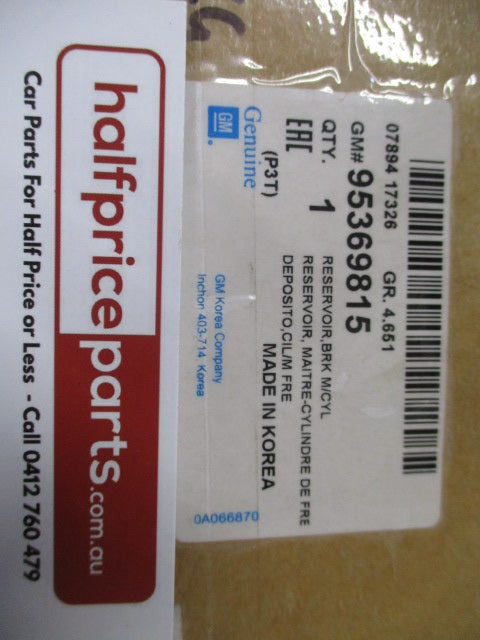 07894 17326 GR. 4.651
GM# 95369815
QTY. 1 RESERVOIR,BRK M/CYL
RESERVOIR, MAITRE-CYLINDRE DE FRE
DEPOSITO,CIL/M FRE
EAC
(P3T) MADE IN KOREA
Genuine
GM
GM Korea Company
Inchon 403-714, Korea
0A066870
halfpriceparts.com.au
Car Parts For Half Price or Less - Call 0412 760 479